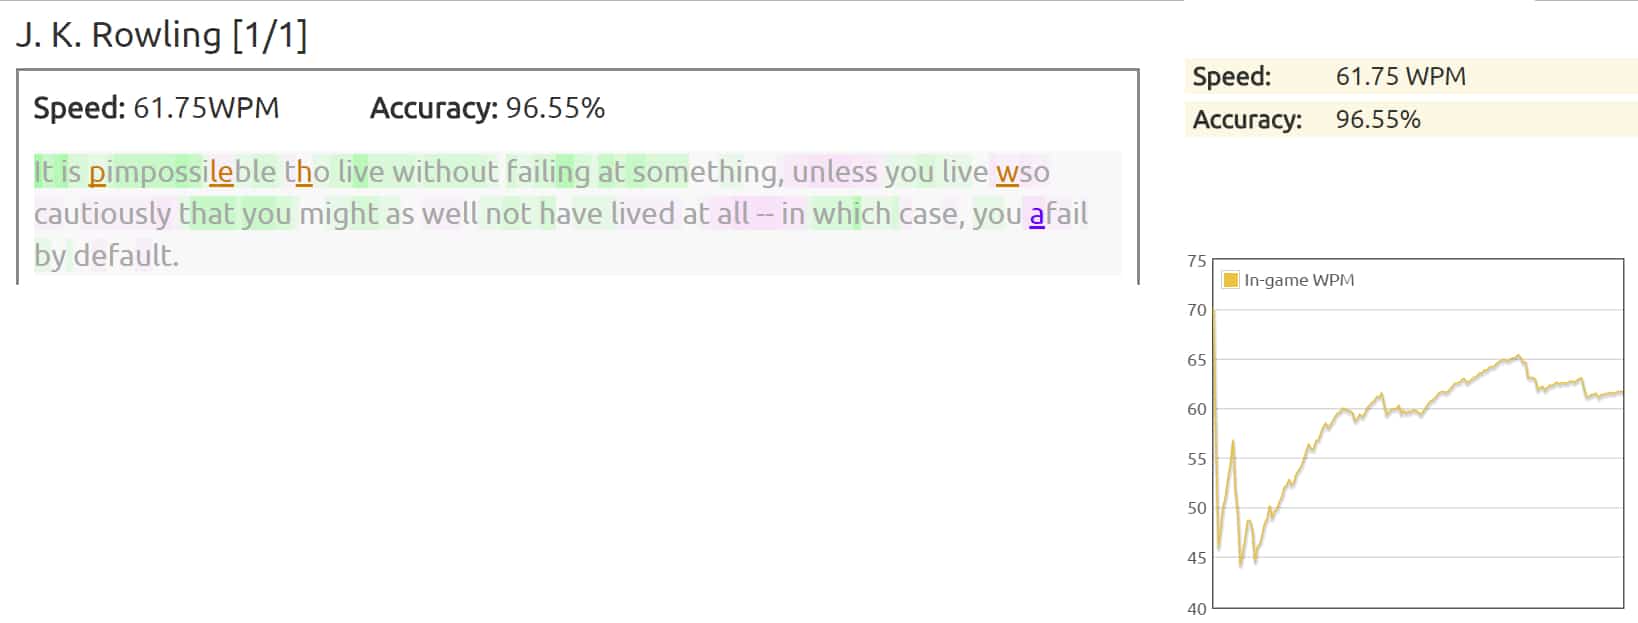 J. K. Rowling [1/1]
Speed: 61.75WPM Accuracy: 96.55%
It is pimpossileble tho live without failing at something, unless you live wso
cautiously that you might as well not have lived at all -- in which case, you afail
by default.
Speed: 61.75 WPM
Accuracy: 96.55%
In-game WPM
75
70
65
60
55
50
45
40